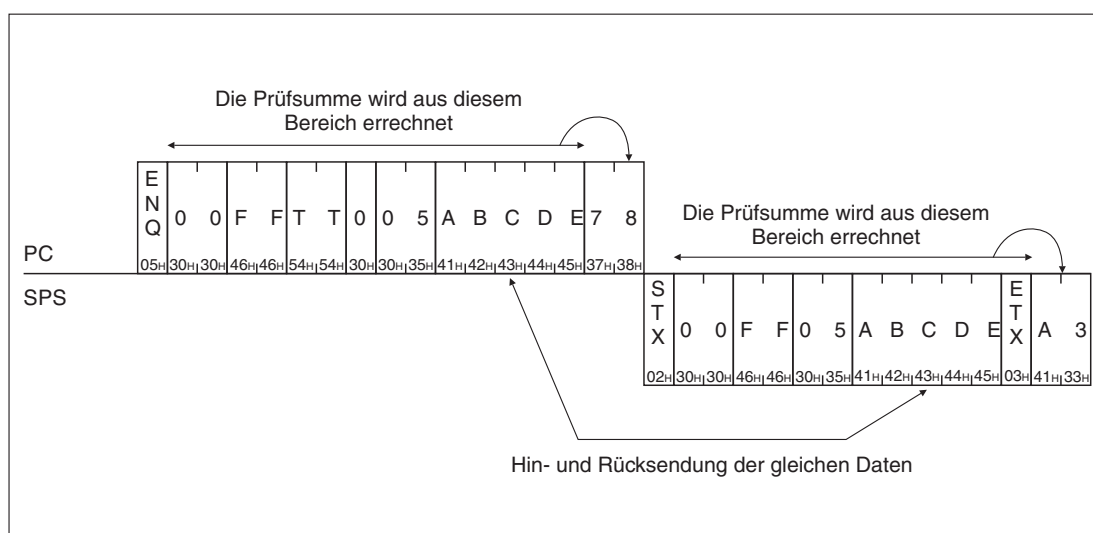 Die Prüfsumme wird aus diesem
Bereich errechnet
ENQ 0 0 F F T T 0 0 5 A B C D E 7 8
PC
05H 30H 30H 46H 46H 54H 54H 30H 30H 35H 41H 42H 43H 44H 45H 37H 38H
Die Prüfsumme wird aus diesem
Bereich errechnet
SPS
STX 0 0 F F 0 5 A B C D E ETX A 3
02H 30H 30H 46H 46H 30H 35H 41H 42H 43H 44H 45H 03H 41H 33H
Hin- und Rücksendung der gleichen Daten